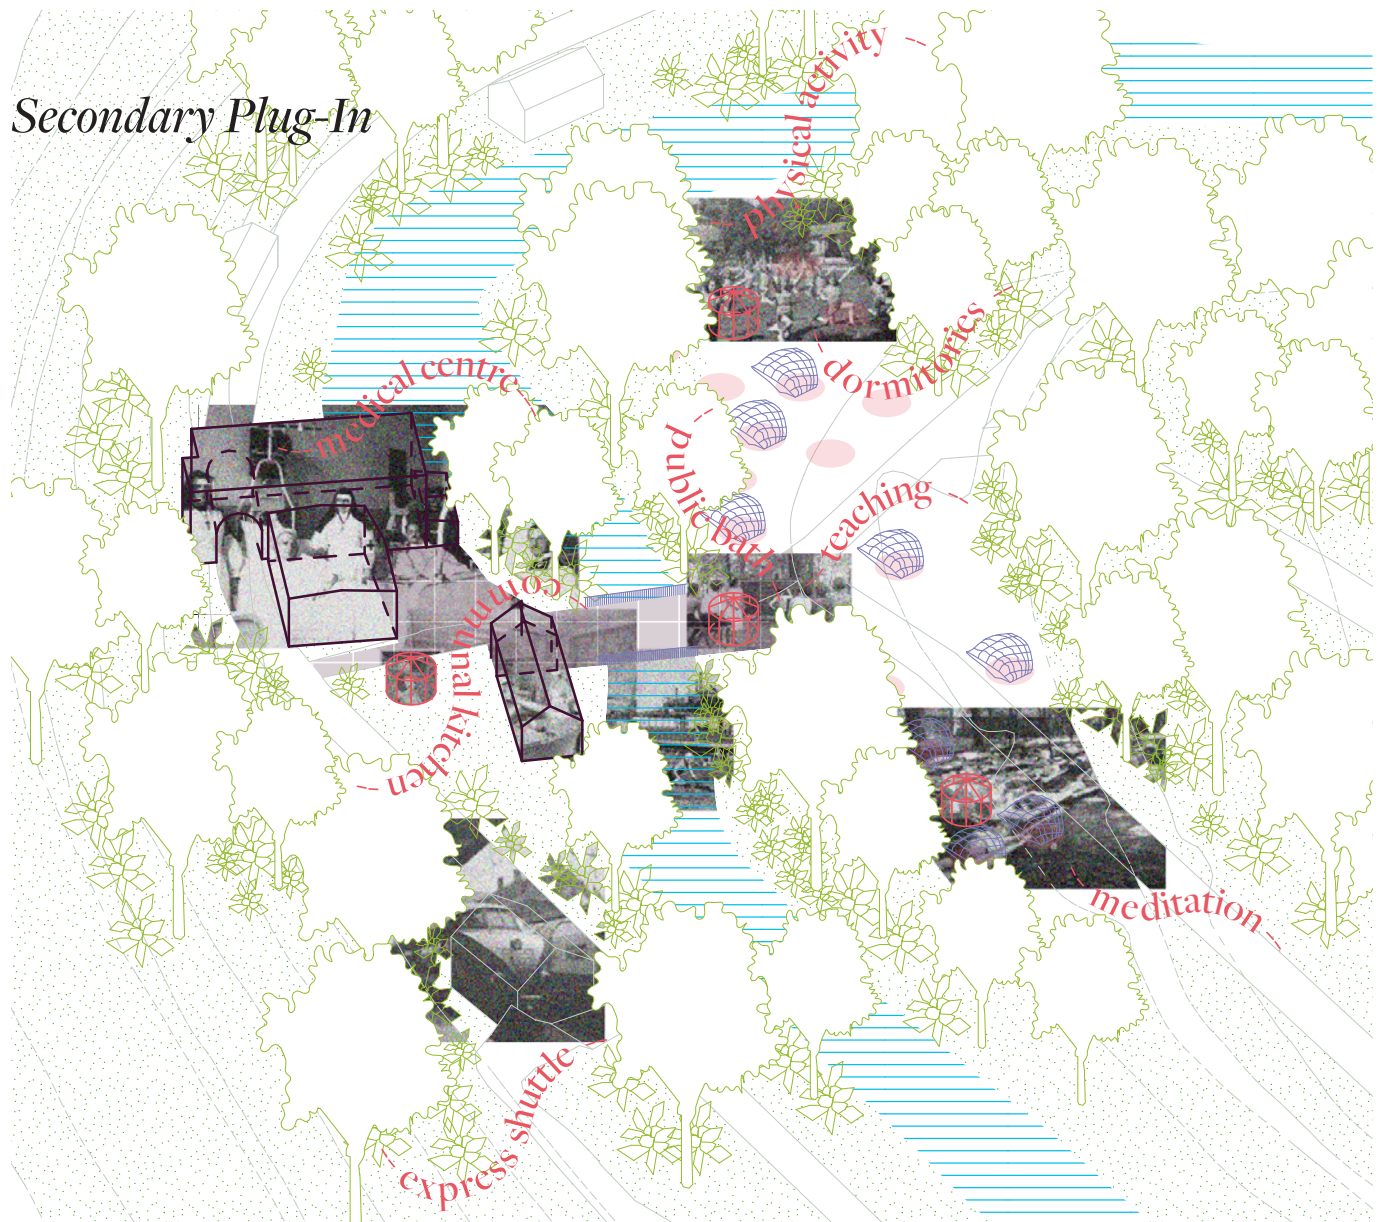 Secondary Plug-In
physical activity
dormitories
medical centre
public bath
teaching
communal kitchen
meditation
express shuttle